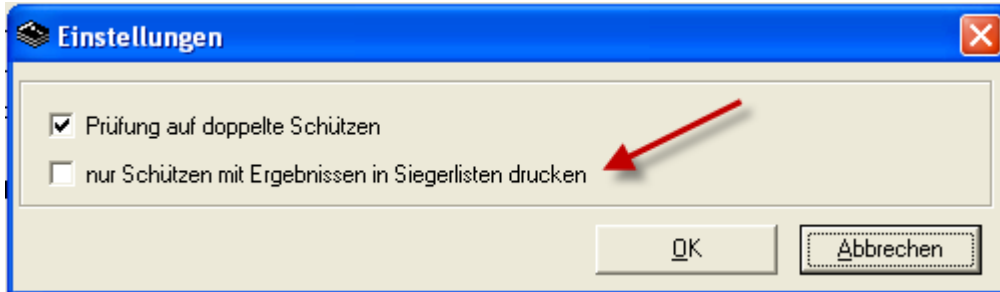 Einstellungen
Prüfung auf doppelte Schützen
nur Schützen mit Ergebnissen in Siegerlisten drucken
OK
Abbrechen